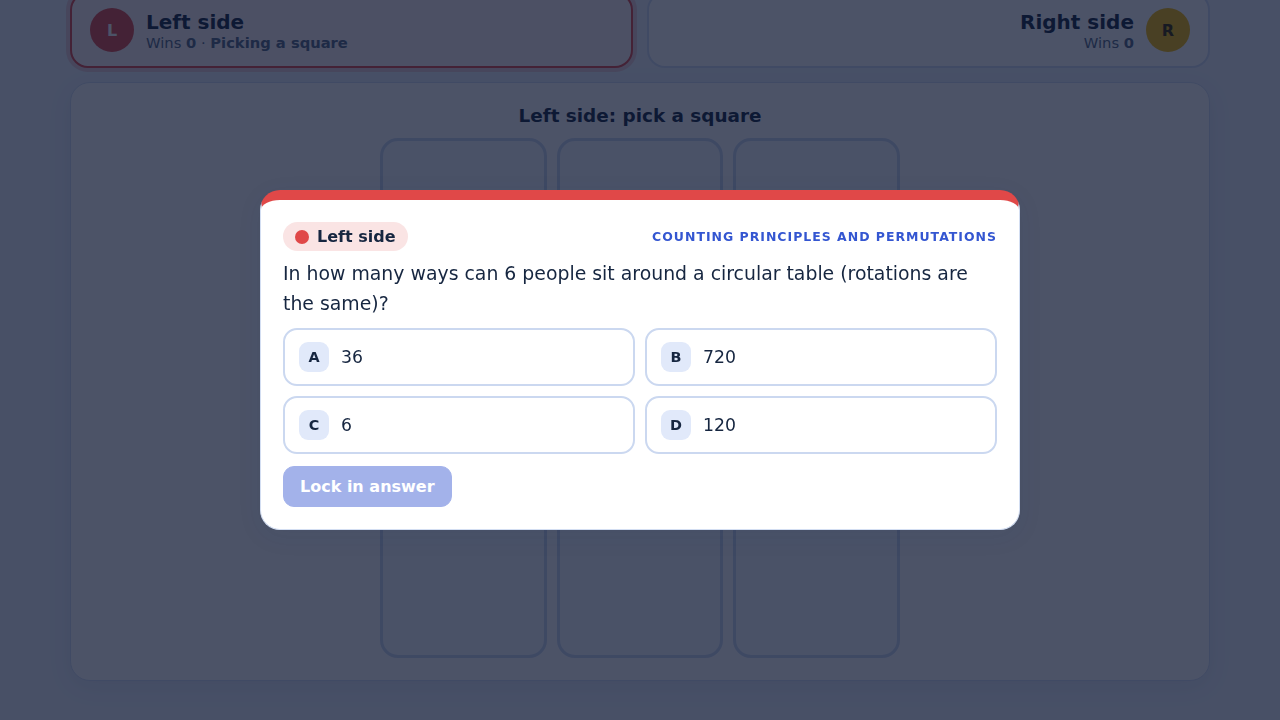 L
Left side
Wins 0 · Picking a square
Right side
Wins 0
R
Left side: pick a square
Left side
COUNTING PRINCIPLES AND PERMUTATIONS
In how many ways can 6 people sit around a circular table (rotations are
the same)?
A 36
B 720
C 6
D 120
Lock in answer